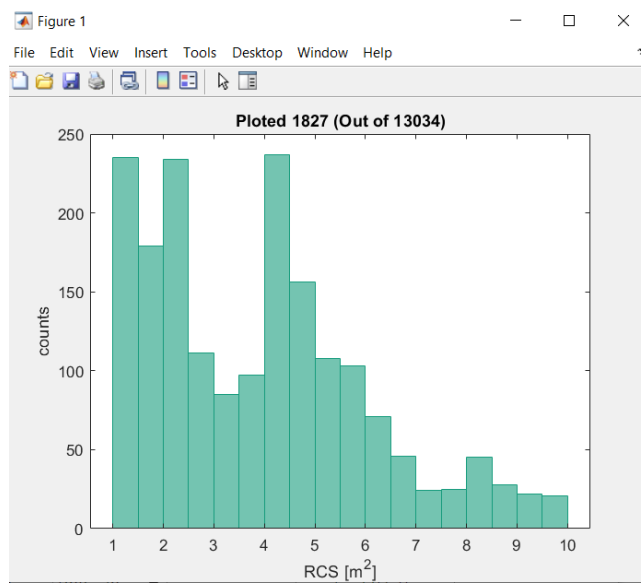 Figure 1
File Edit View Insert Tools Desktop Window Help
Ploted 1827 (Out of 13034)
250
200
150
100
50
0
counts
1 2 3 4 5 6 7 8 9 10
RCS [m²]